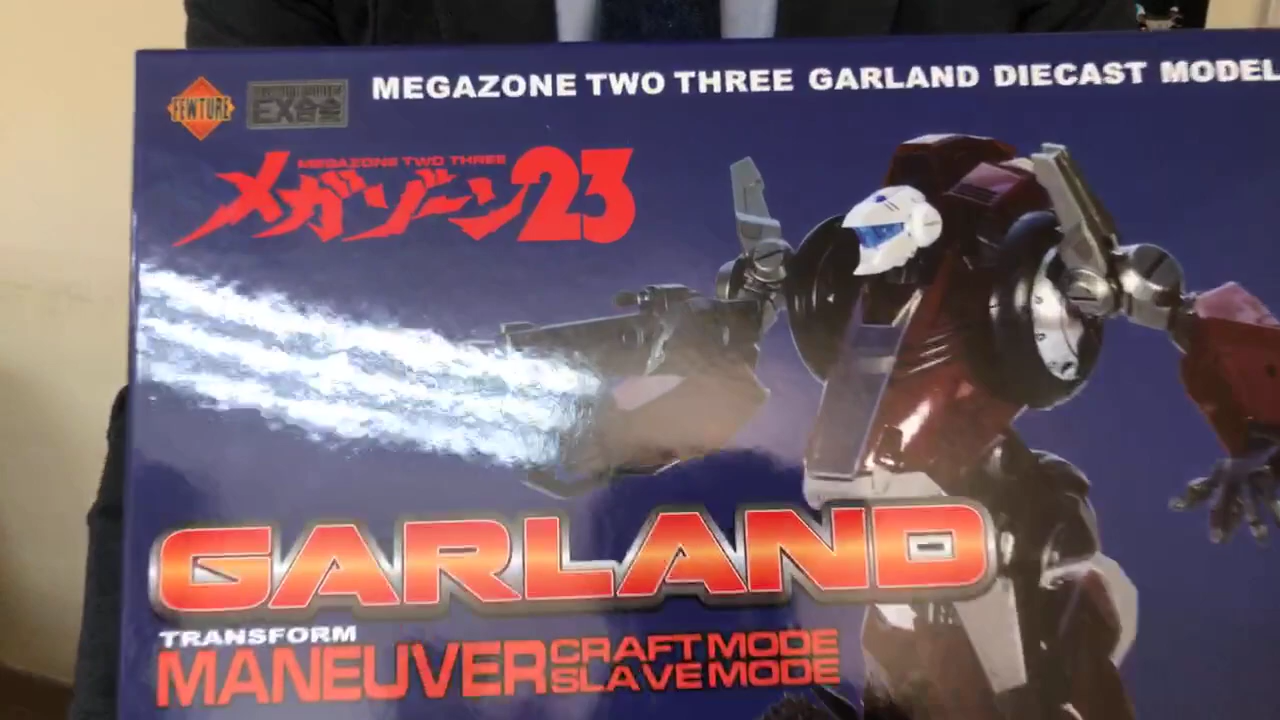 MEGAZONE TWO THREE GARLAND DIECAST MODEL
FEWTURE
EX合金
MEGAZONE TWO THREE
メガゾーン23
GARLAND
TRANSFORM
MANEUVER CRAFT MODE
SLAVE MODE